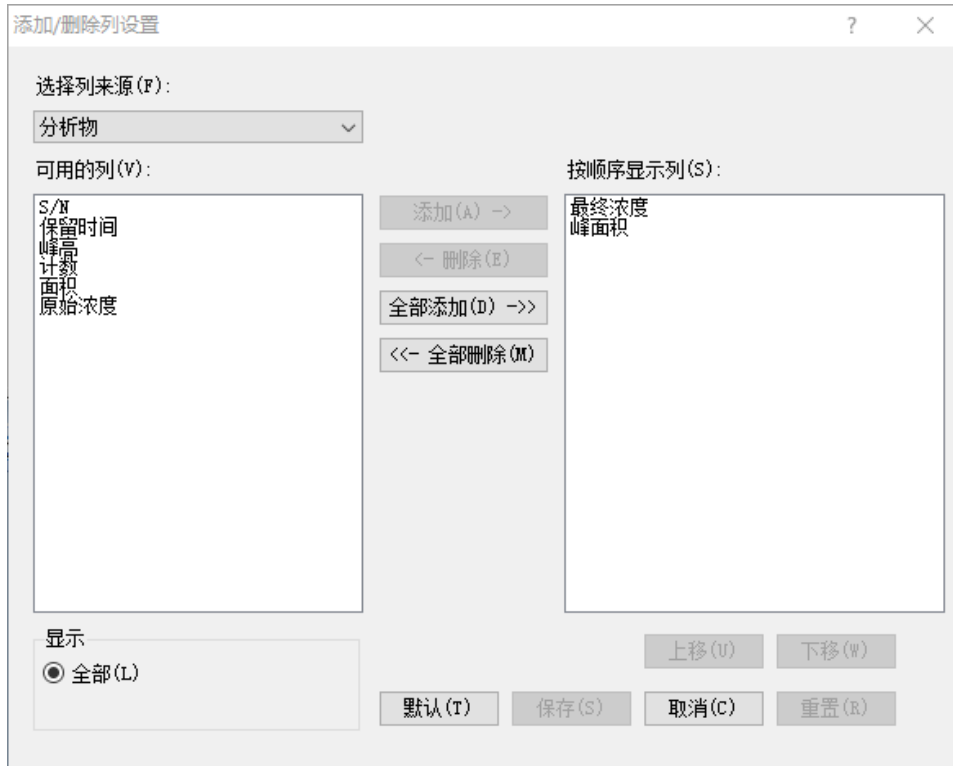 添加/删除列设置
选择列来源(F):
分析物
可用的列(V):
按顺序显示列(S):
S/N
保留时间
峰高
计数
面积
原始浓度
添加(A) ->
<- 删除(E)
全部添加(D) ->>
<<- 全部删除(M)
最终浓度
峰面积
显示
全部(L)
上移(U)
下移(W)
默认(T)
保存(S)
取消(C)
重置(R)